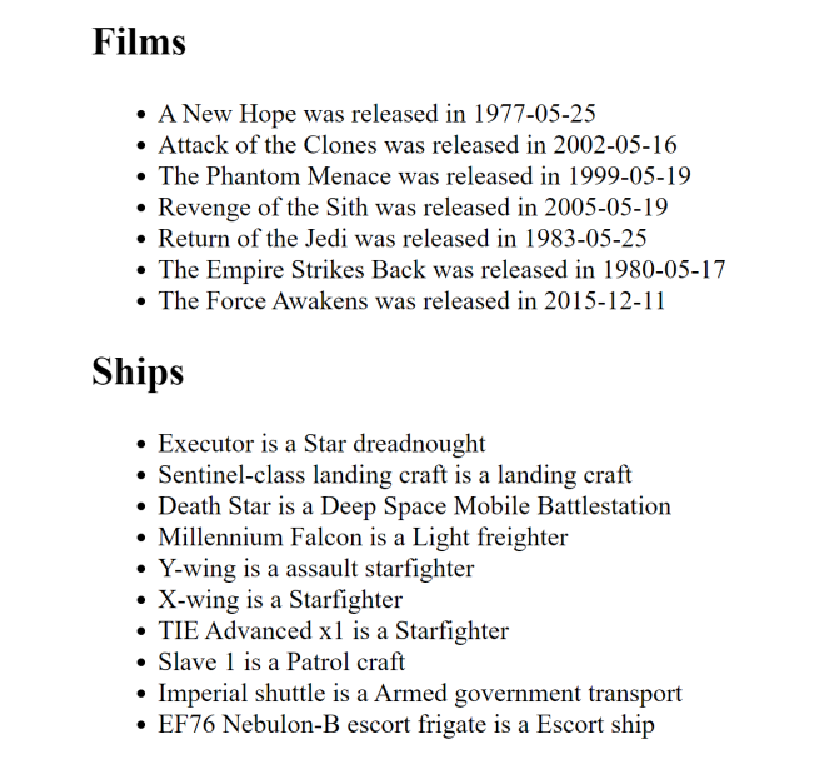 Films
• A New Hope was released in 1977-05-25
• Attack of the Clones was released in 2002-05-16
• The Phantom Menace was released in 1999-05-19
• Revenge of the Sith was released in 2005-05-19
• Return of the Jedi was released in 1983-05-25
• The Empire Strikes Back was released in 1980-05-17
• The Force Awakens was released in 2015-12-11
Ships
• Executor is a Star dreadnought
• Sentinel-class landing craft is a landing craft
• Death Star is a Deep Space Mobile Battlestation
• Millennium Falcon is a Light freighter
• Y-wing is a assault starfighter
• X-wing is a Starfighter
• TIE Advanced x1 is a Starfighter
• Slave 1 is a Patrol craft
• Imperial shuttle is a Armed government transport
• EF76 Nebulon-B escort frigate is a Escort ship